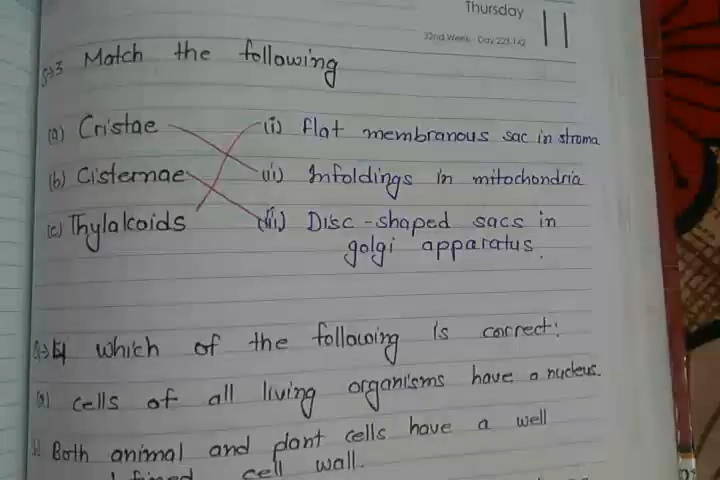 Thursday 11
32nd Week - Day 223-142
Q→3 Match the following
(a) Cristae (i) flat membranous sac in stroma
(b) Cisternae (ii) Infoldings in mitochondria
(c) Thylakoids (iii) Disc-shaped sacs in
golgi apparatus.
Q→4 which of the following is correct:
(a) cells of all living organisms have a nucleus.
Both animal and plant cells have a well
cell wall.